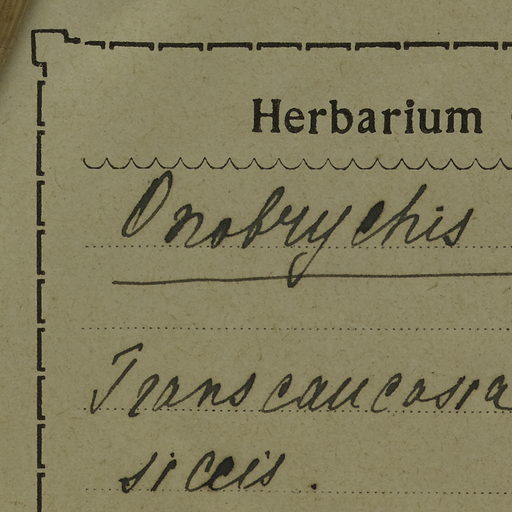 Herbarium
Onobrychis
Transcaucasia
siccis.